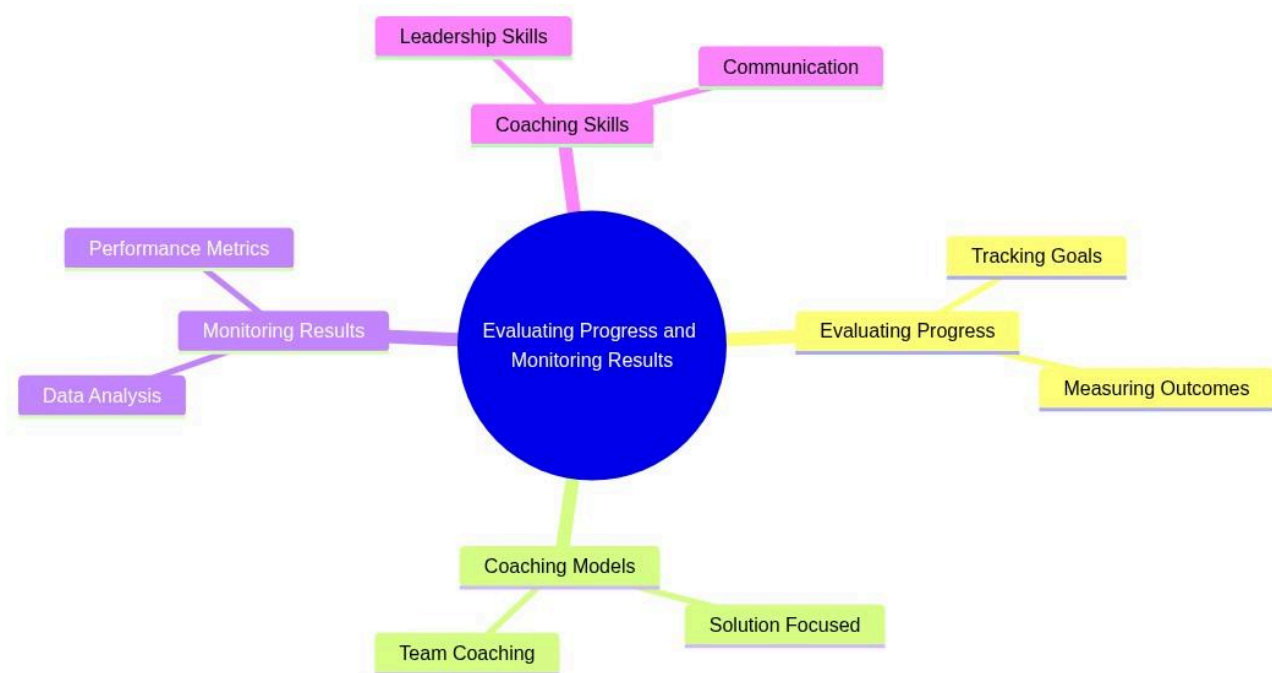 Leadership Skills
Communication
Coaching Skills
Performance Metrics
Tracking Goals
Monitoring Results
Evaluating Progress and
Monitoring Results
Evaluating Progress
Data Analysis
Measuring Outcomes
Coaching Models
Solution Focused
Team Coaching